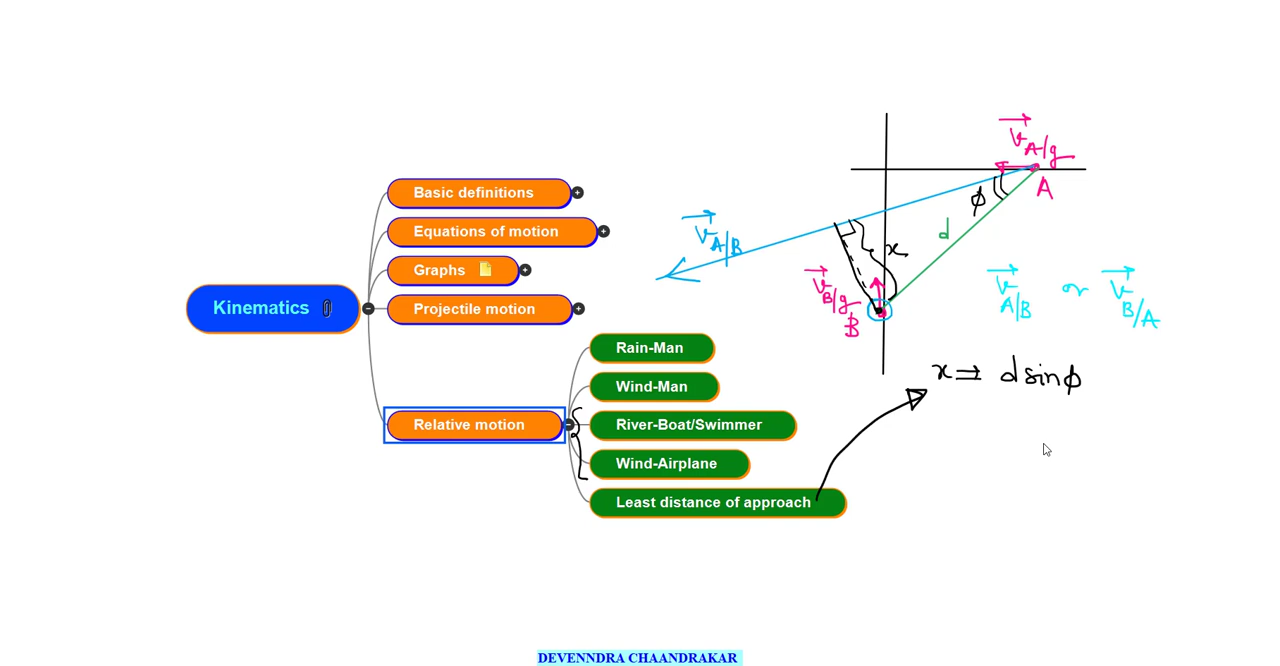 Kinematics
Basic definitions
Equations of motion
Graphs
Projectile motion
Relative motion
Rain-Man
Wind-Man
River-Boat/Swimmer
Wind-Airplane
Least distance of approach
v A/g
A
ϕ
d
x
v A/B
v B/g
B
v A/B or v B/A
x ⇒ d sinϕ
DEVENNDRA CHAANDRAKAR